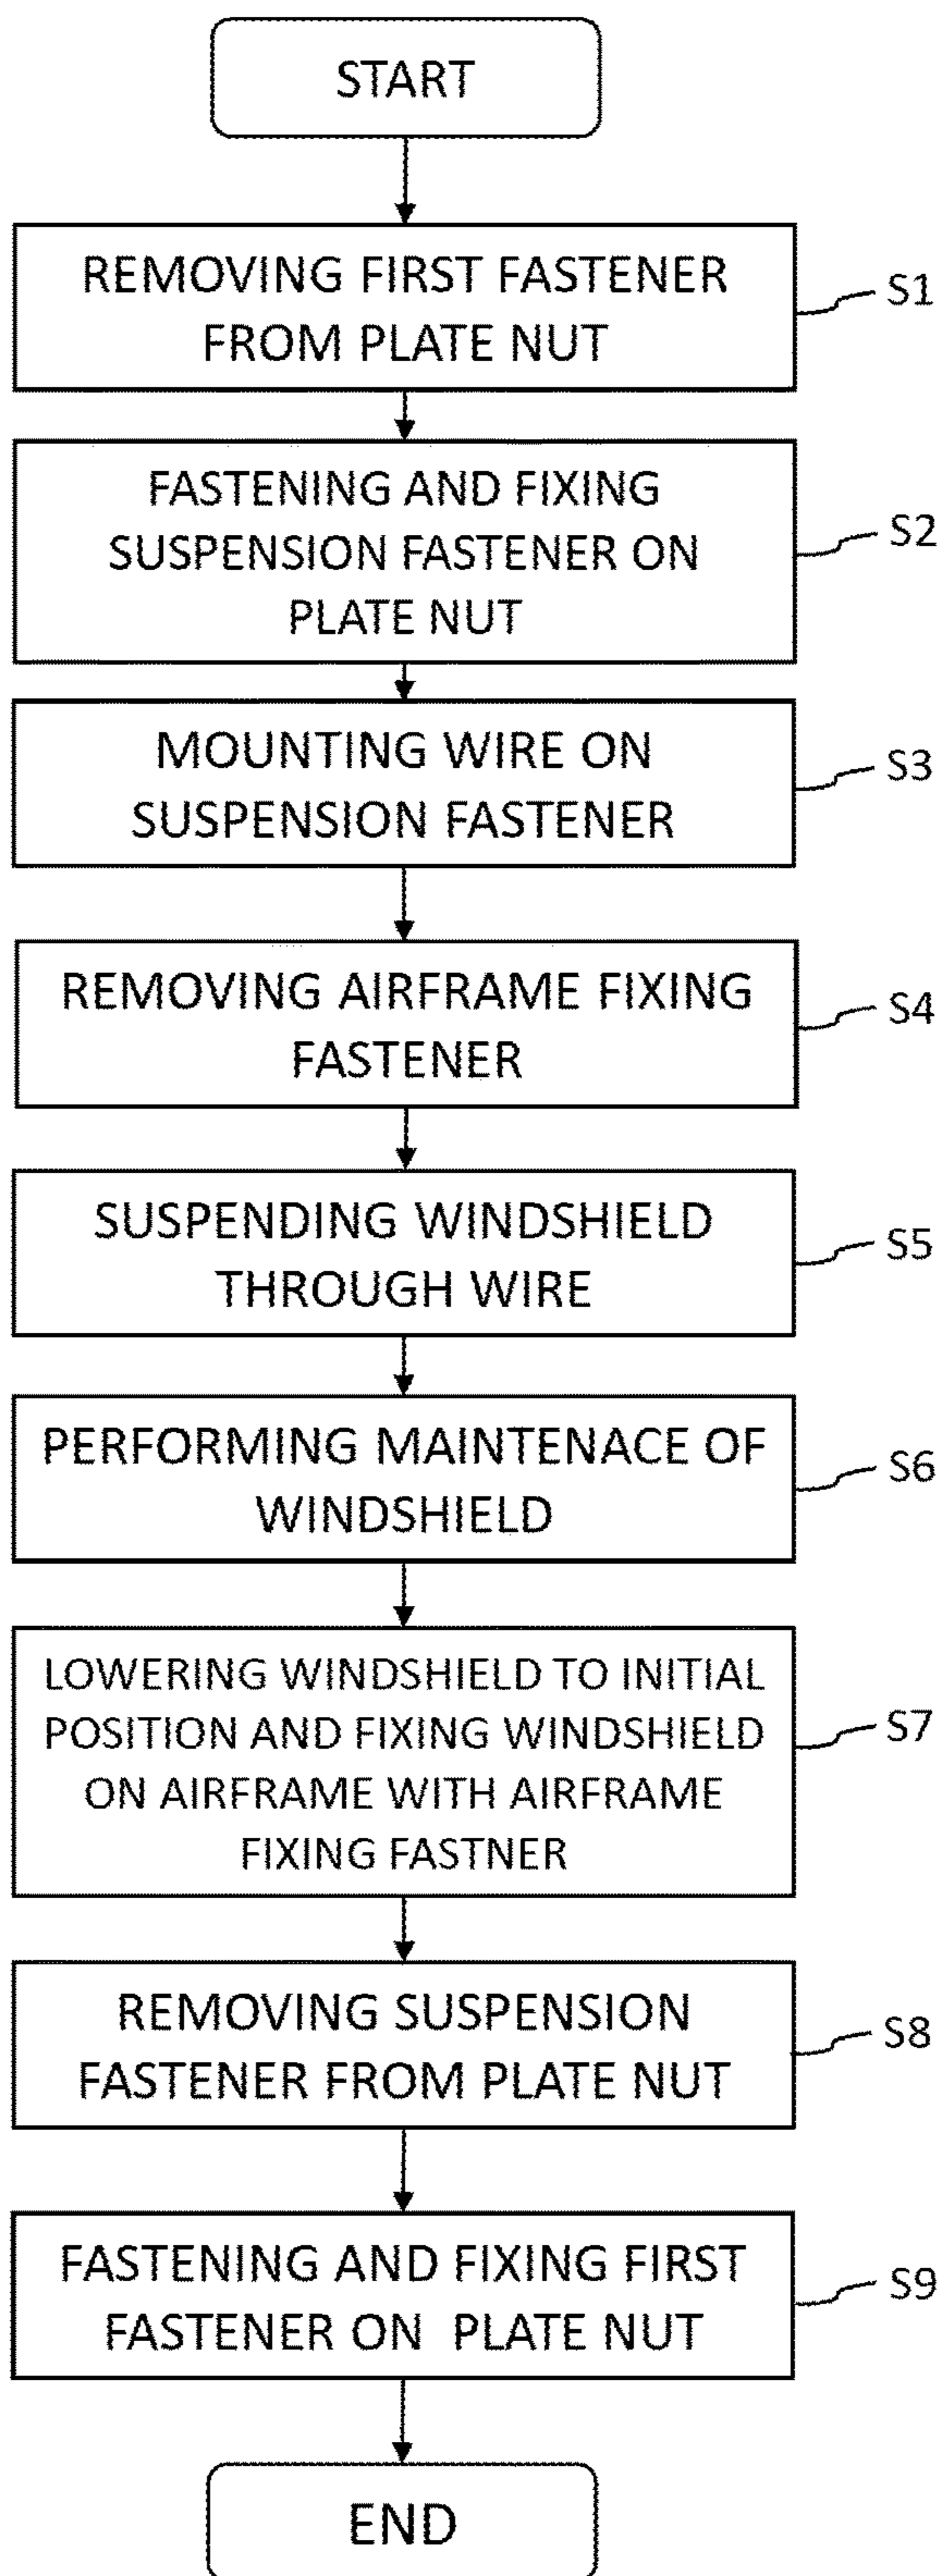 START
REMOVING FIRST FASTENER
FROM PLATE NUT
S1
FASTENING AND FIXING
SUSPENSION FASTENER ON
PLATE NUT
S2
MOUNTING WIRE ON
SUSPENSION FASTENER
S3
REMOVING AIRFRAME FIXING
FASTENER
S4
SUSPENDING WINDSHIELD
THROUGH WIRE
S5
PERFORMING MAINTENACE OF
WINDSHIELD
S6
LOWERING WINDSHIELD TO INITIAL
POSITION AND FIXING WINDSHIELD
ON AIRFRAME WITH AIRFRAME
FIXING FASTNER
S7
REMOVING SUSPENSION
FASTENER FROM PLATE NUT
S8
FASTENING AND FIXING FIRST
FASTENER ON PLATE NUT
S9
END